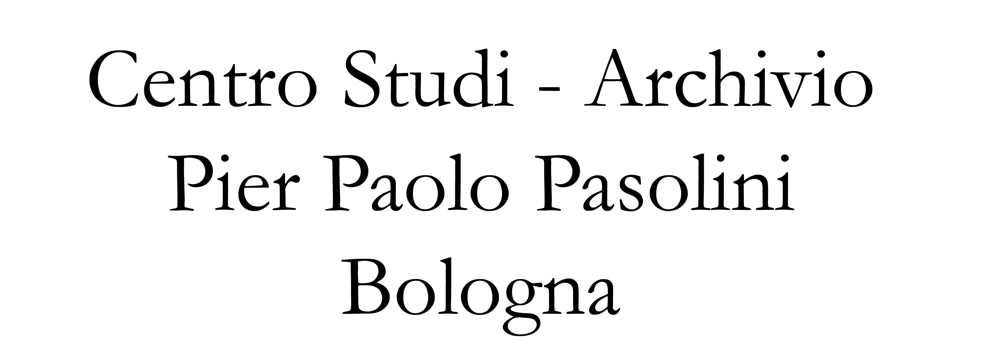 Centro Studi - Archivio
Pier Paolo Pasolini
Bologna